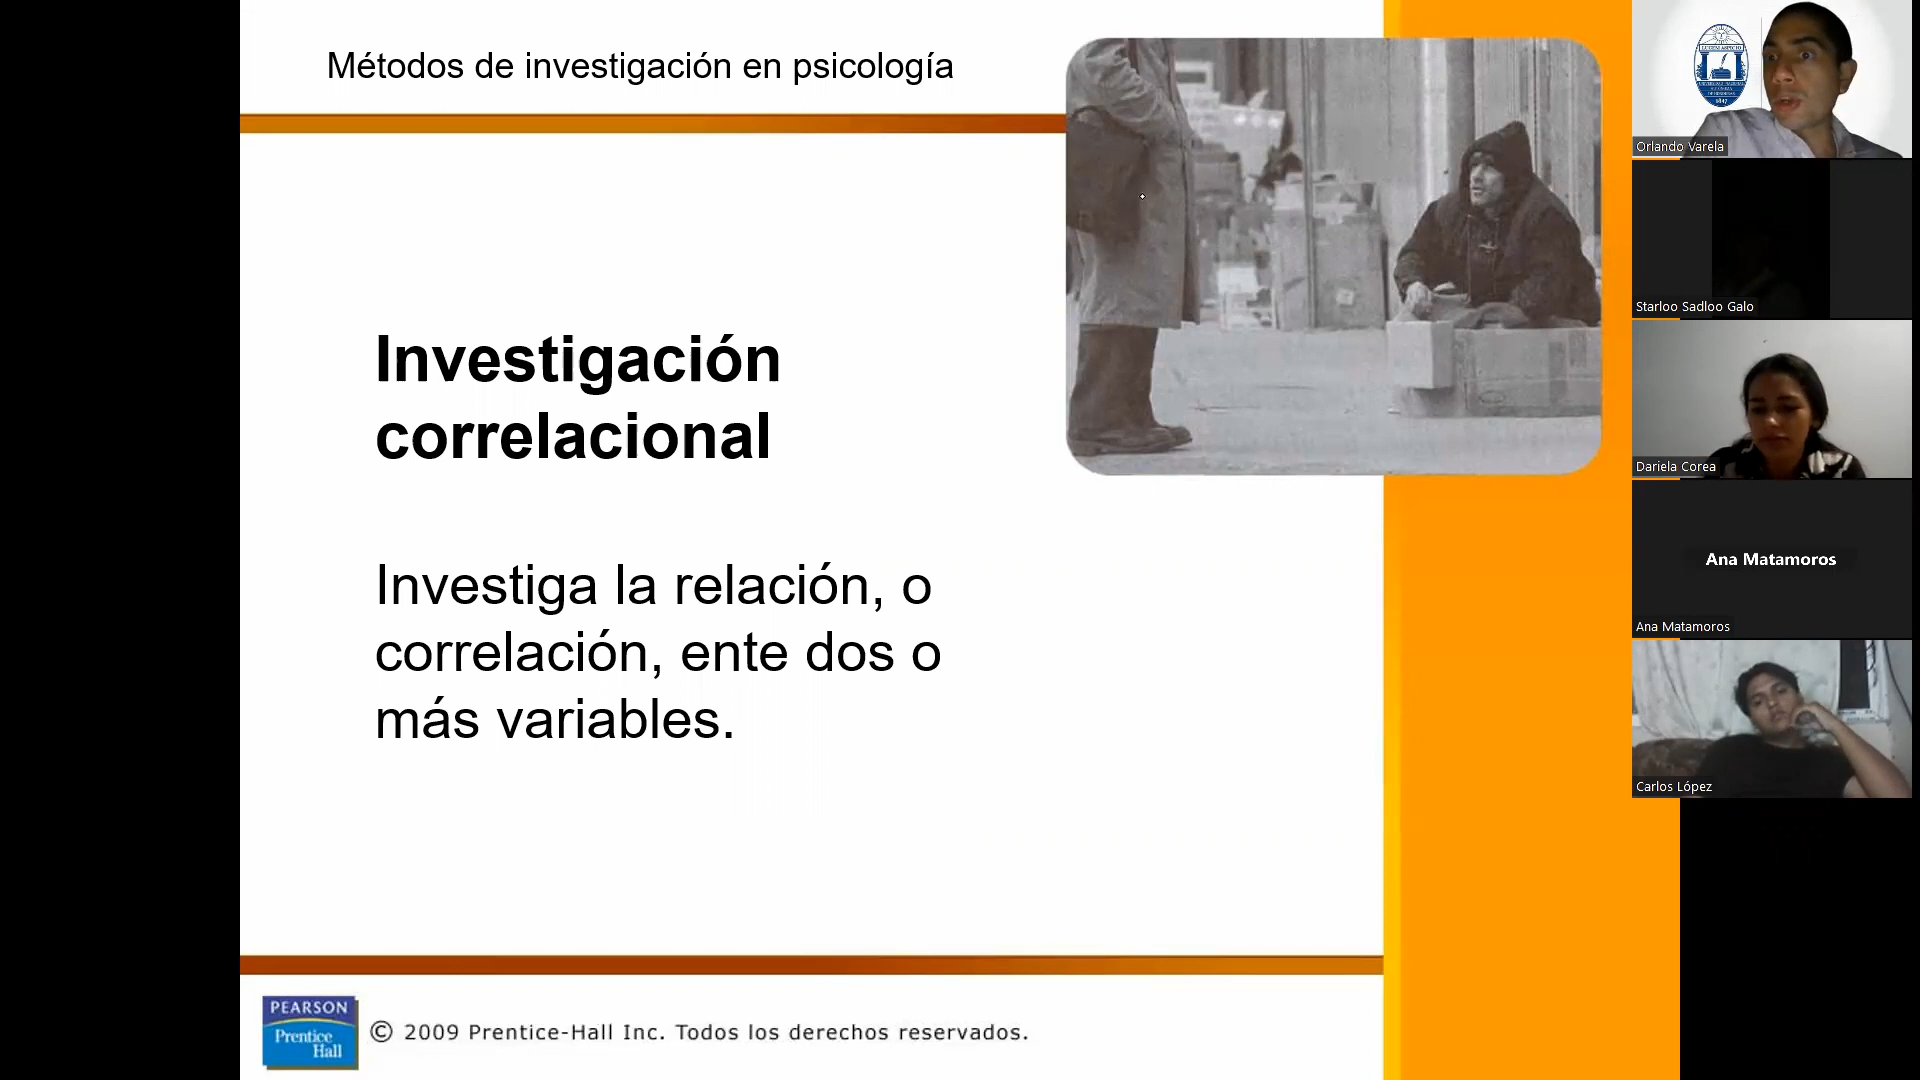 Métodos de investigación en psicología
Investigación
correlacional
Investiga la relación, o
correlación, ente dos o
más variables.
PEARSON
Prentice
Hall
© 2009 Prentice-Hall Inc. Todos los derechos reservados.
1847
Orlando Varela
Starloo Sadloo Galo
Dariela Corea
Ana Matamoros
Ana Matamoros
Carlos López